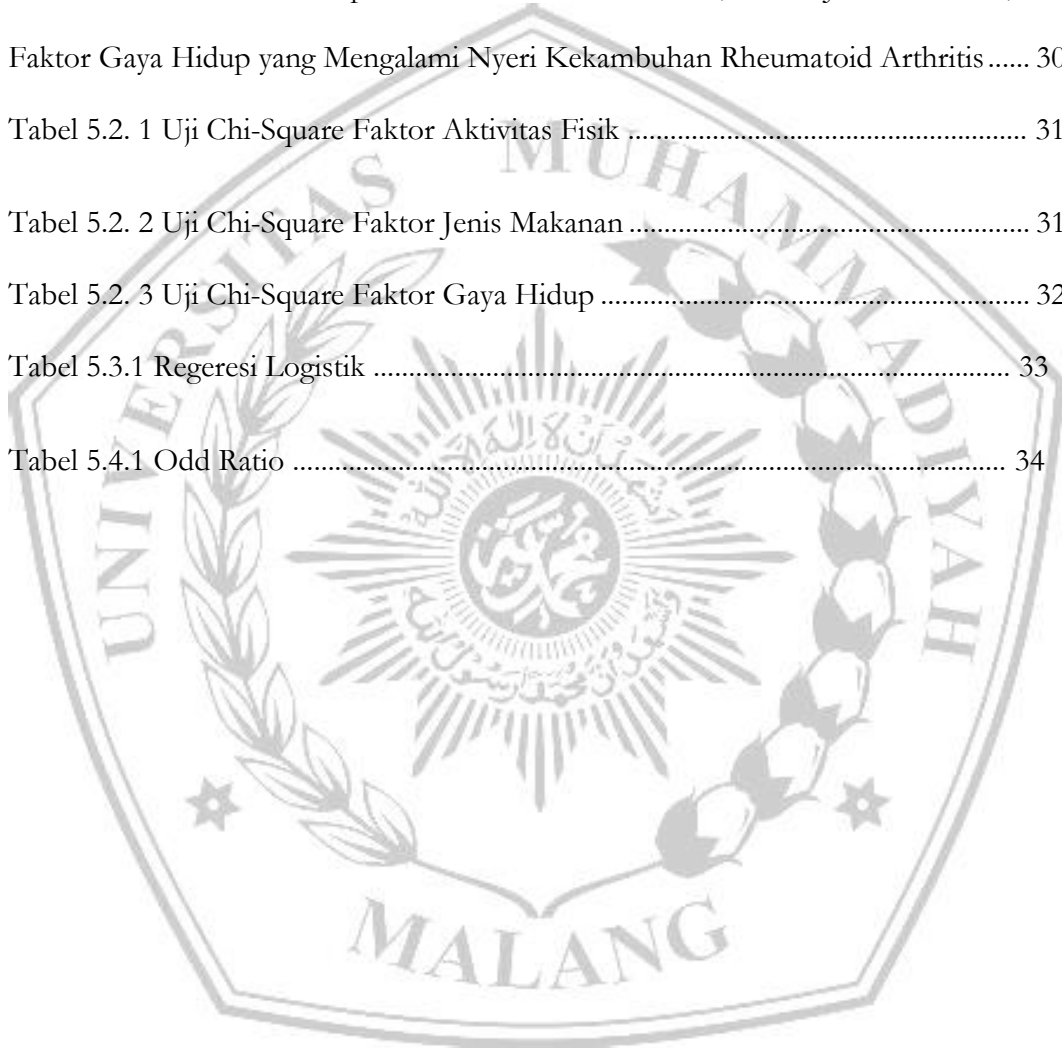 Faktor Gaya Hidup yang Mengalami Nyeri Kekambuhan Rheumatoid Arthritis ...... 30
Tabel 5.2. 1 Uji Chi-Square Faktor Aktivitas Fisik ................................................................ 31
Tabel 5.2. 2 Uji Chi-Square Faktor Jenis Makanan ................................................................ 31
Tabel 5.2. 3 Uji Chi-Square Faktor Gaya Hidup .................................................................... 32
Tabel 5.3.1 Regeresi Logistik ........................................................................................................ 33
Tabel 5.4.1 Odd Ratio .................................................................................................................. 34
UNIVERSITAS MUHAMMADIYAH
MALANG